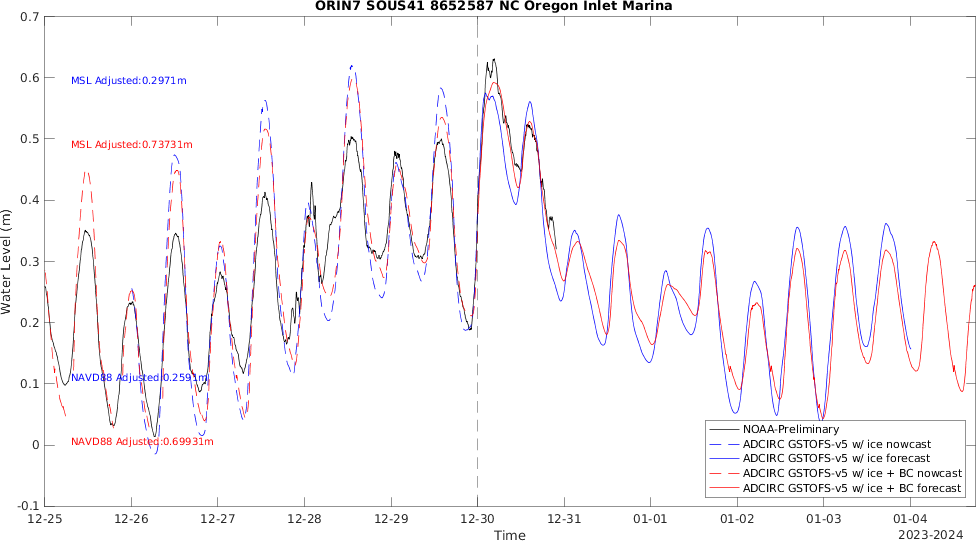 ORIN7 SOUS41 8652587 NC Oregon Inlet Marina
0.7
0.6
0.5
0.4
0.3
0.2
0.1
0
-0.1
Water Level (m)
MSL Adjusted:0.2971m
MSL Adjusted:0.73731m
NAVD88 Adjusted:0.2591m
NAVD88 Adjusted:0.69931m
NOAA-Preliminary
ADCIRC GSTOFS-v5 w/ ice nowcast
ADCIRC GSTOFS-v5 w/ ice forecast
ADCIRC GSTOFS-v5 w/ ice + BC nowcast
ADCIRC GSTOFS-v5 w/ ice + BC forecast
12-25 12-26 12-27 12-28 12-29 12-30 12-31 01-01 01-02 01-03 01-04
Time
2023-2024